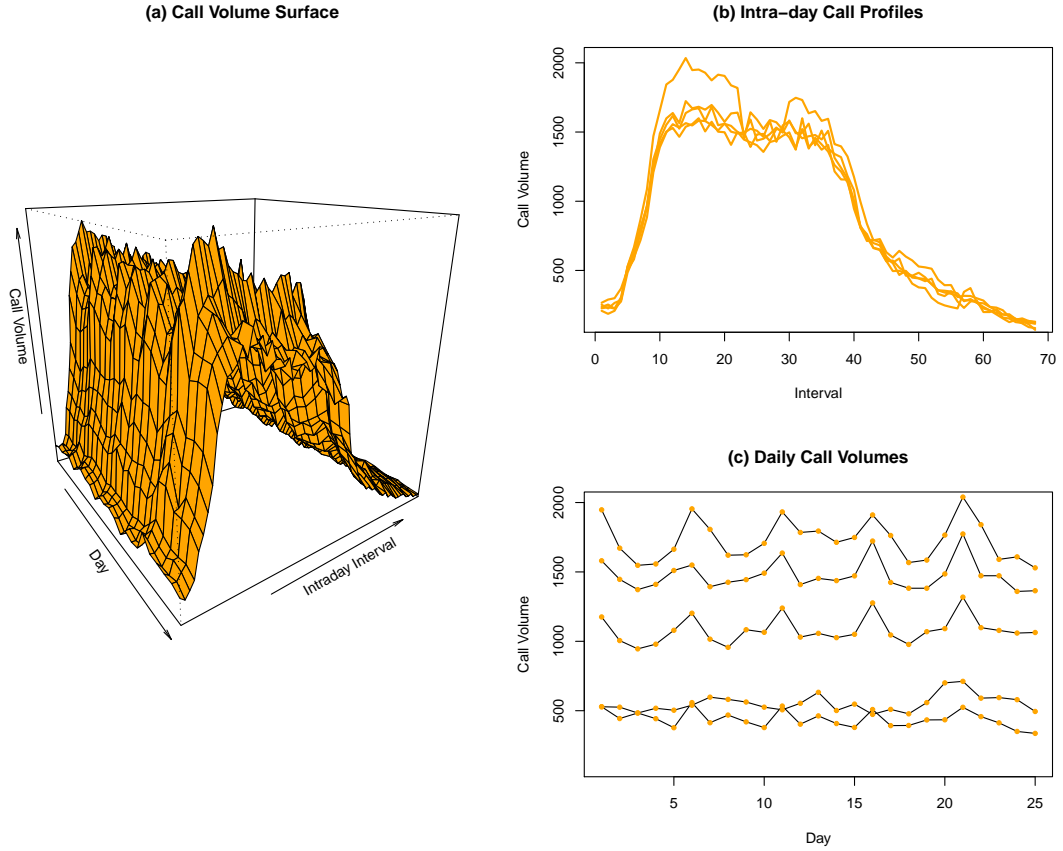 (a) Call Volume Surface
Call Volume
Day
Intraday Interval
(b) Intra−day Call Profiles
Call Volume
2000
1500
1000
500
0 10 20 30 40 50 60 70
Interval
(c) Daily Call Volumes
Call Volume
2000
1500
1000
500
5 10 15 20 25
Day